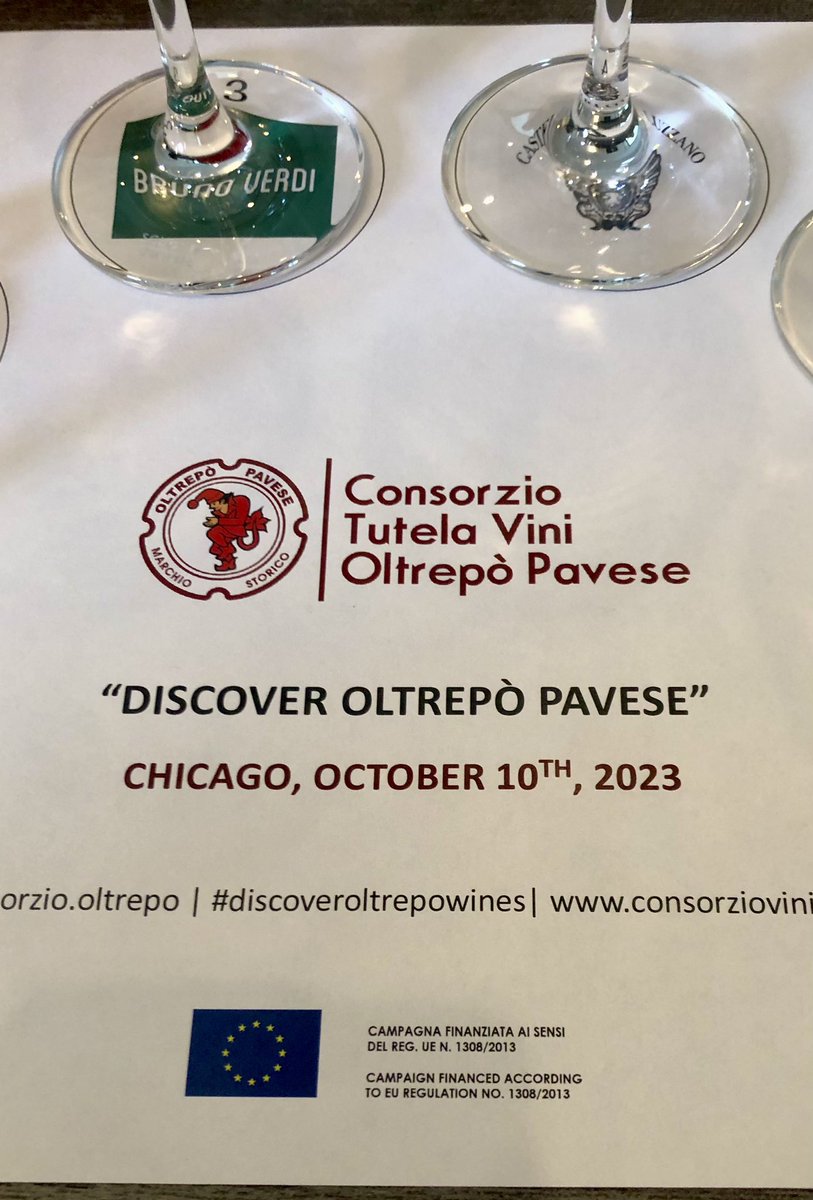 3
4
BRUNO VERDI
OLTREPÒ PAVESE
MARCHIO STORICO
Consorzio
Tutela Vini
Oltrepò Pavese
“DISCOVER OLTREPÒ PAVESE”
CHICAGO, OCTOBER 10TH, 2023
orzio.oltrepo | #discoveroltrepowines| www.consorziovini
CAMPAGNA FINANZIATA AI SENSI
DEL REG. UE N. 1308/2013
CAMPAIGN FINANCED ACCORDING
TO EU REGULATION NO. 1308/2013